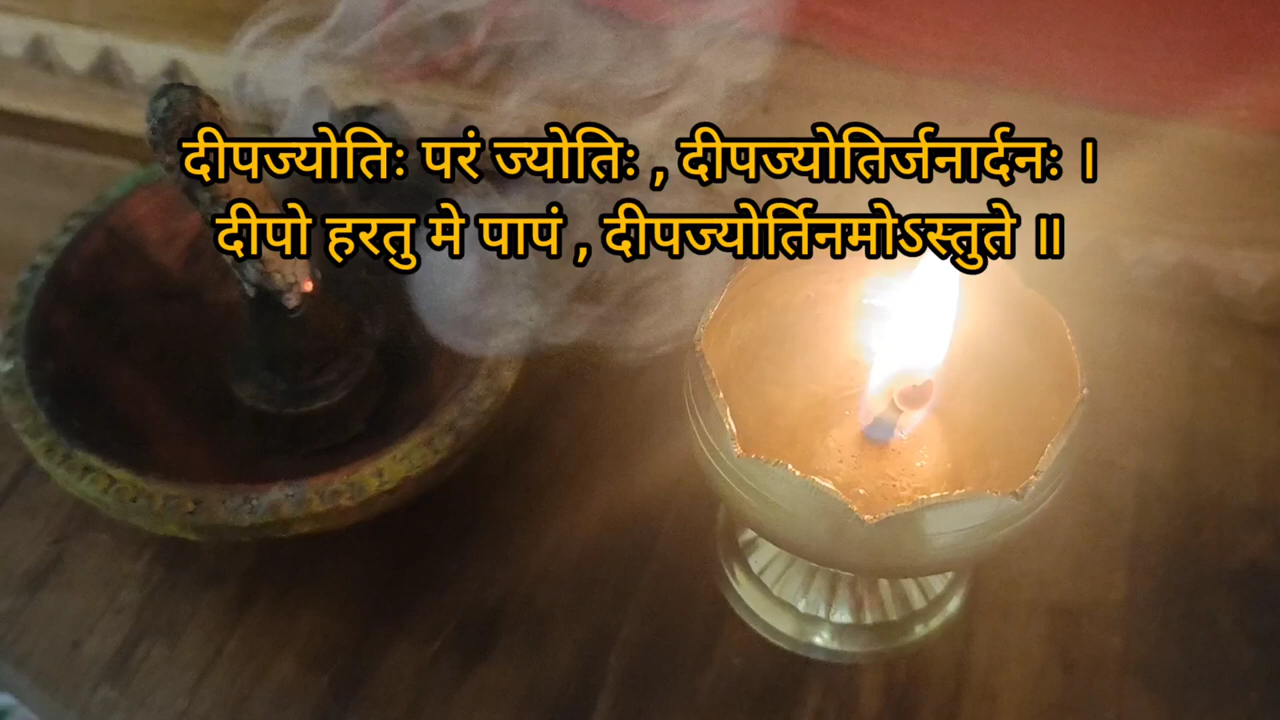 दीपज्योतिः परं ज्योतिः , दीपज्योतिर्जनार्दनः ।
दीपो हरतु मे पापं , दीपज्योर्तिनमोऽस्तुते ॥